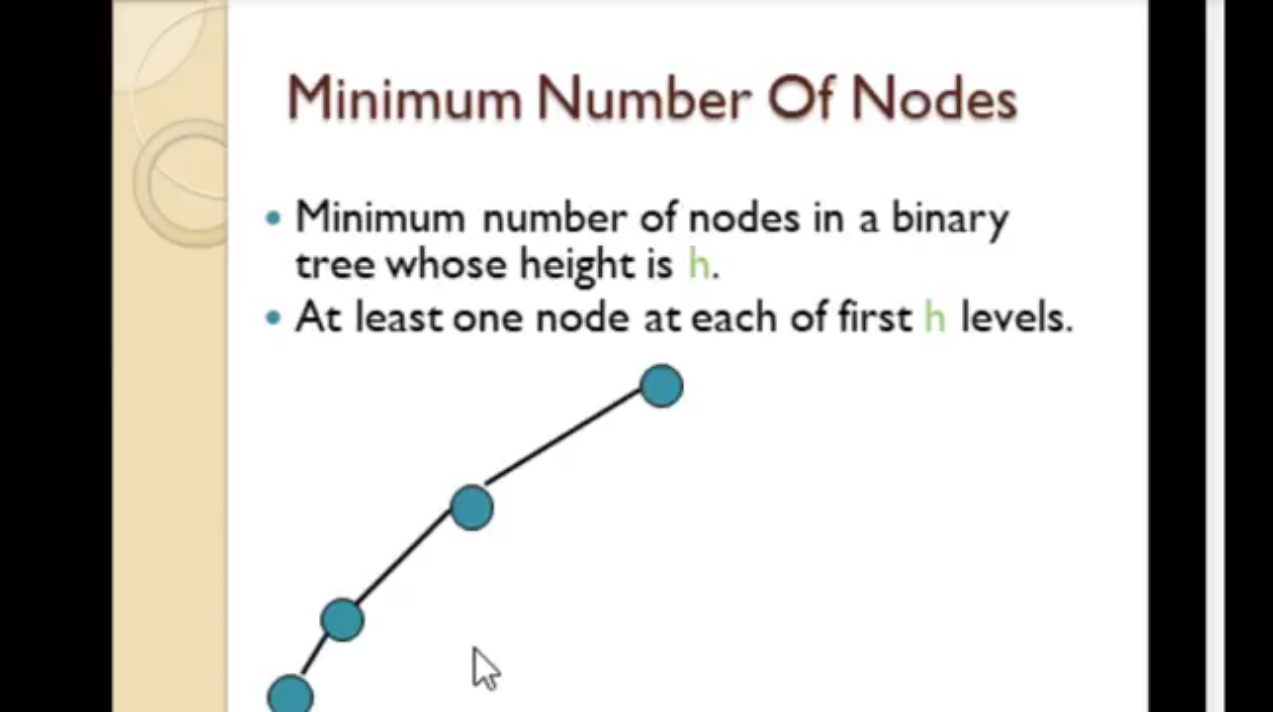 Minimum Number Of Nodes
• Minimum number of nodes in a binary
tree whose height is h.
• At least one node at each of first h levels.